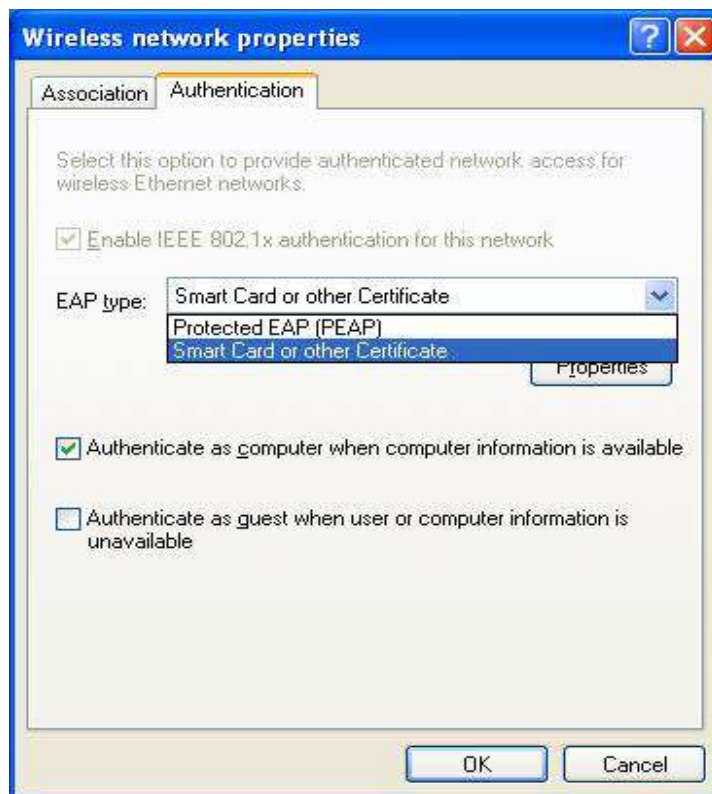 Wireless network properties
Association Authentication
Select this option to provide authenticated network access for
wireless Ethernet networks.
Enable IEEE 802.1x authentication for this network
EAP type: Smart Card or other Certificate
Protected EAP (PEAP)
Smart Card or other Certificate
Properties
Authenticate as computer when computer information is available
Authenticate as guest when user or computer information is
unavailable
OK Cancel